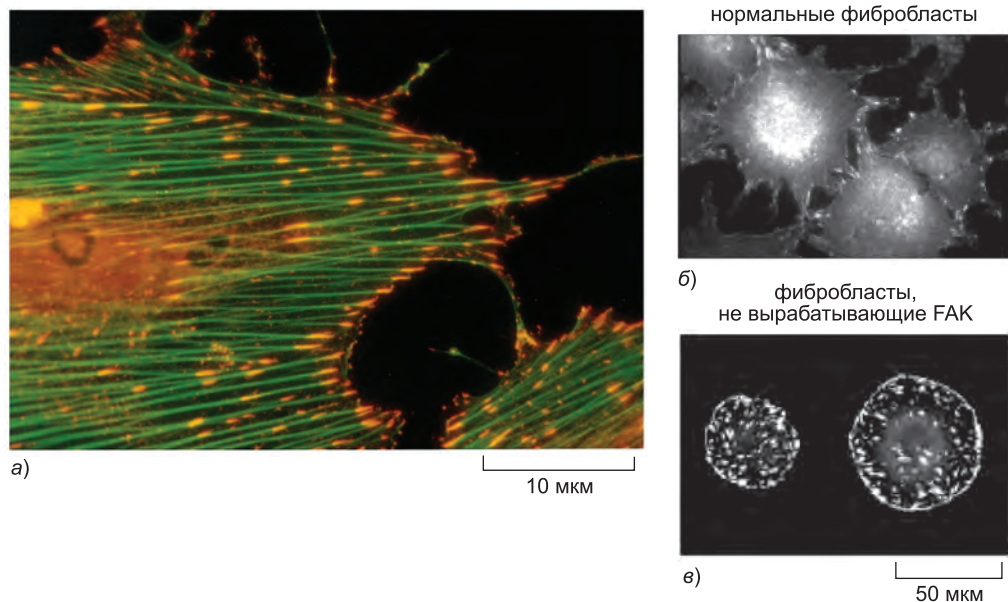 а)
10 мкм
нормальные фибробласты
б)
фибробласты,
не вырабатывающие FAK
в)
50 мкм